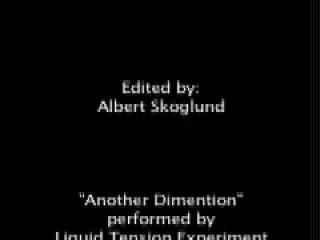 Edited by:
Albert Skoglund
"Another Dimention"
performed by
Liquid Tension Experiment